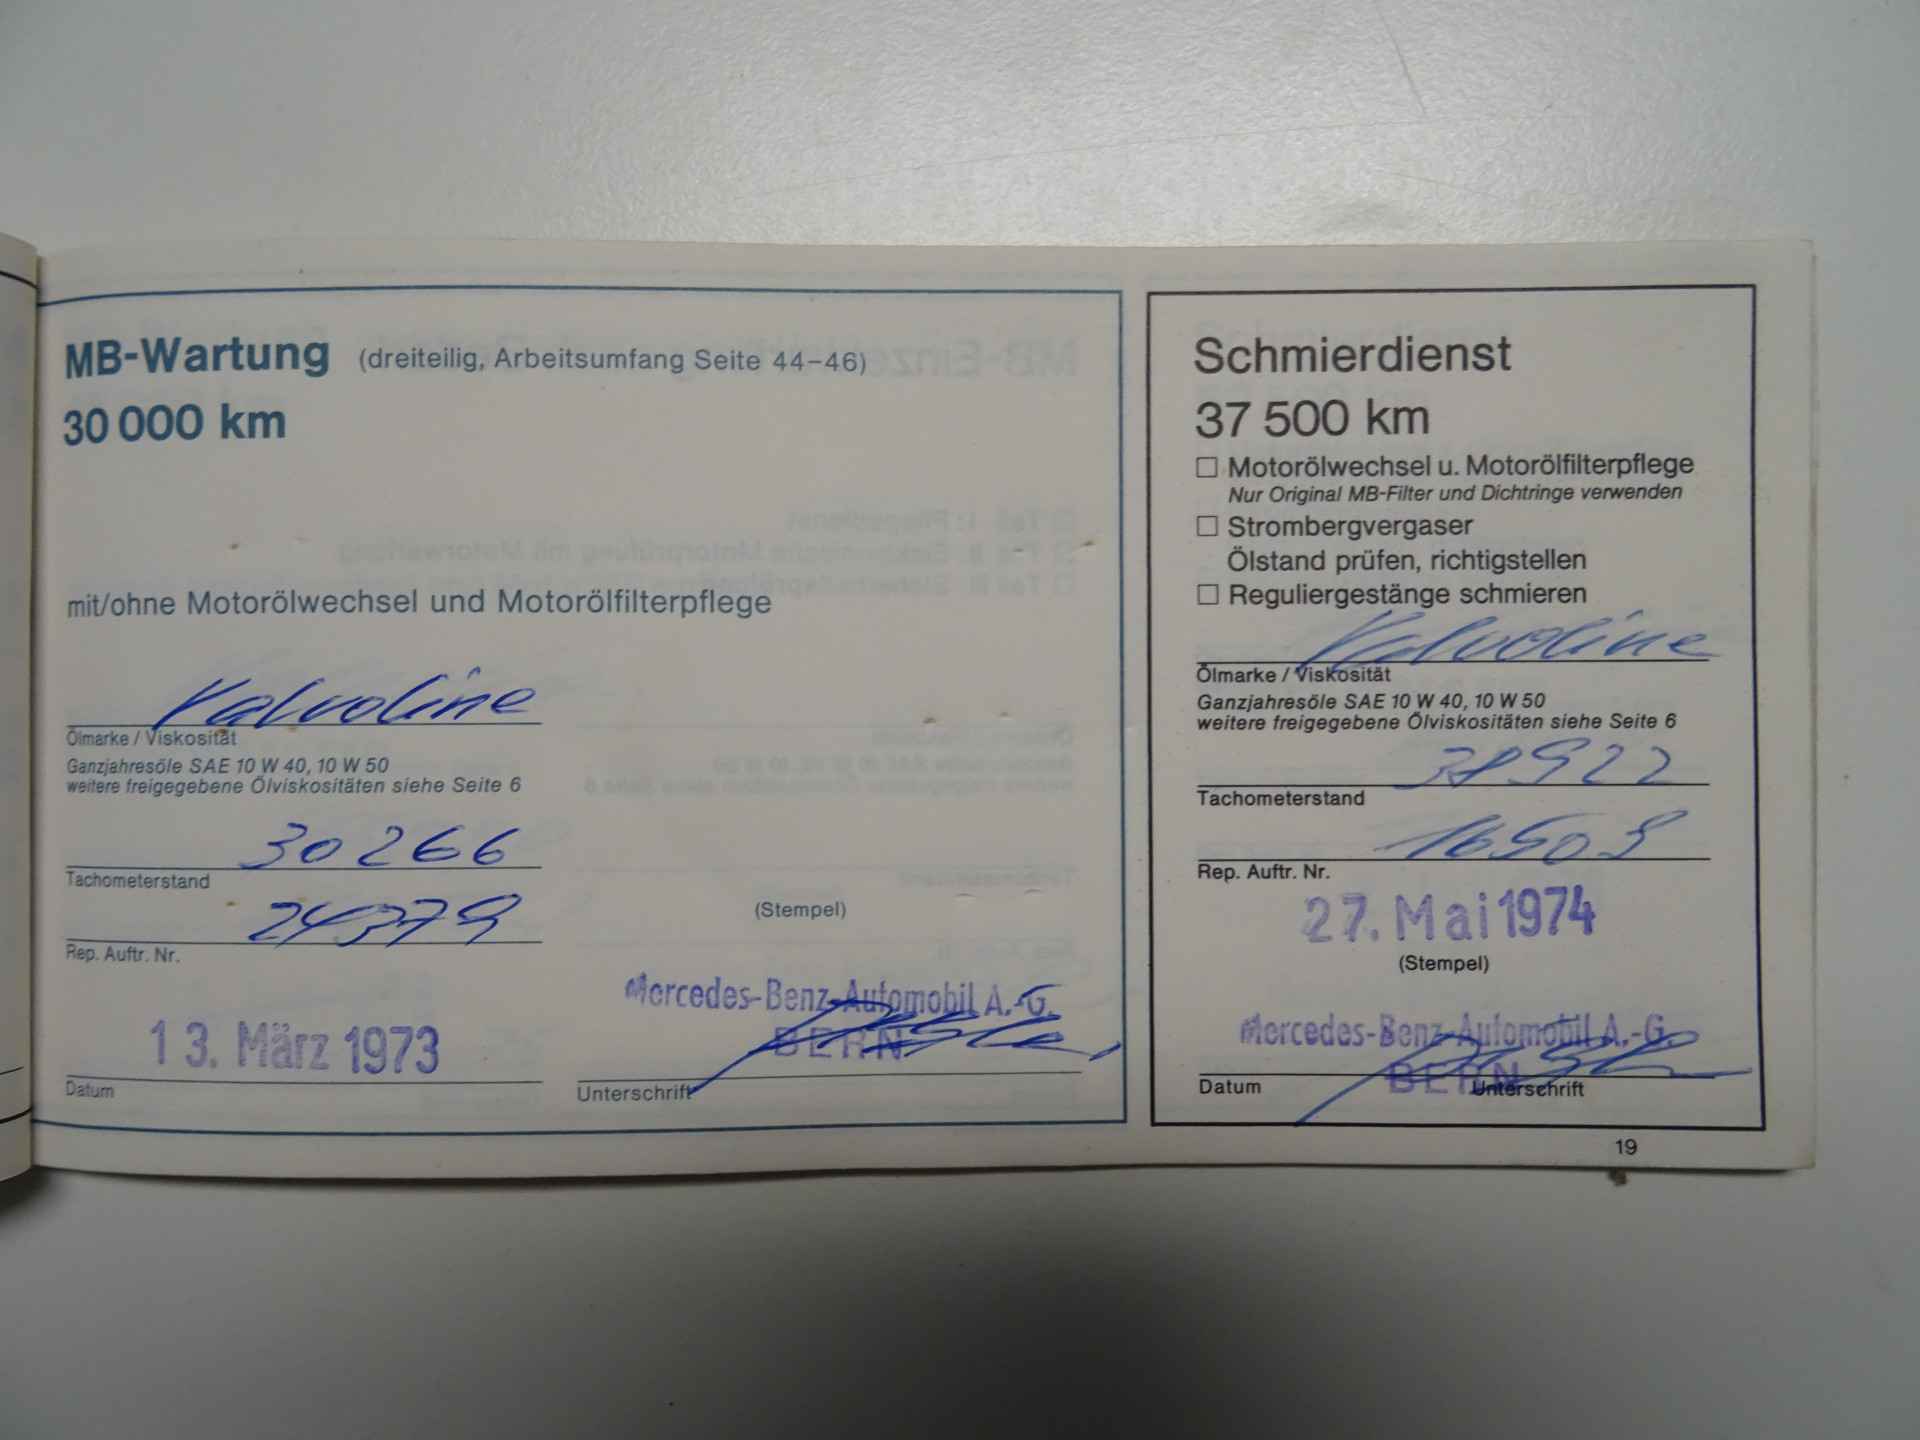 MB-Wartung (dreiteilig, Arbeitsumfang Seite 44–46)
30 000 km
mit/ohne Motorölwechsel und Motorölfilterpflege
Valvoline
Ölmarke / Viskosität
Ganzjahresöle SAE 10 W 40, 10 W 50
weitere freigegebene Ölviskositäten siehe Seite 6
30266
Tachometerstand
24379
Rep. Auftr. Nr.
(Stempel)
Mercedes-Benz-Automobil A.-G.
BERN
13. März 1973
Datum
Unterschrift
Schmierdienst
37 500 km
☐ Motorölwechsel u. Motorölfilterpflege
Nur Original MB-Filter und Dichtringe verwenden
☐ Strombergvergaser
Ölstand prüfen, richtigstellen
☐ Reguliergestänge schmieren
Valvoline
Ölmarke / Viskosität
Ganzjahresöle SAE 10 W 40, 10 W 50
weitere freigegebene Ölviskositäten siehe Seite 6
38922
Tachometerstand
16909
Rep. Auftr. Nr.
27. Mai 1974
(Stempel)
Mercedes-Benz-Automobil A.-G.
BERN
Datum Unterschrift
19